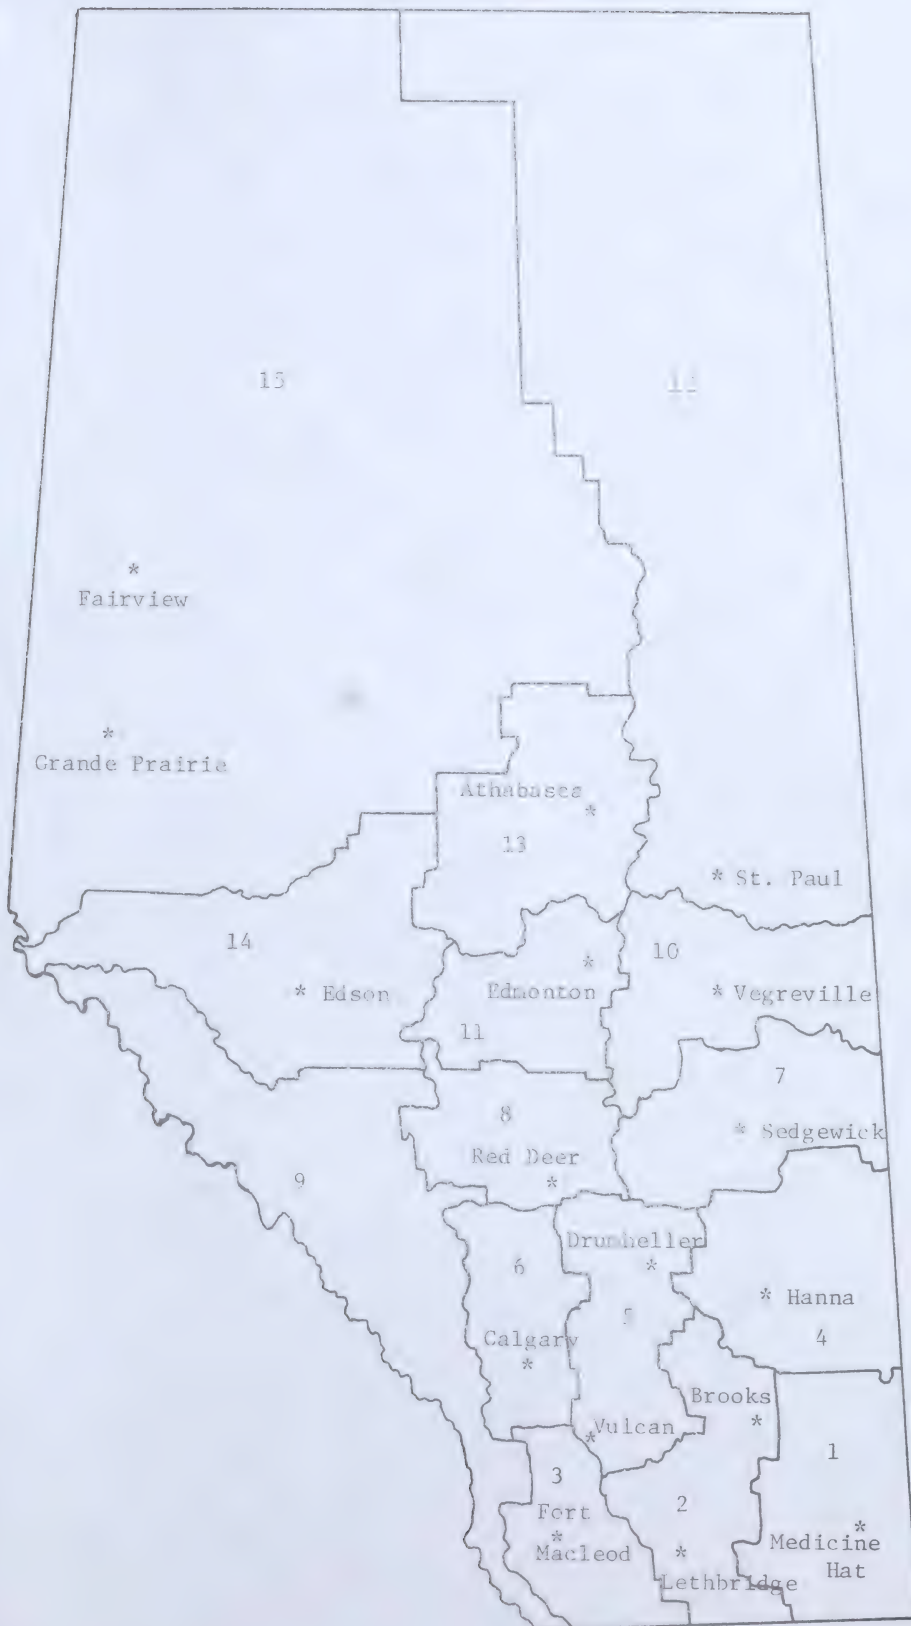 15
Fairview
Grande Prairie
Athabasca
13
* St. Paul
14
10
* Edson
Edmonton
* Vegreville
11
7
8
* Sedgewick
Red Deer
9
Drumheller
6
* Hanna
5
4
Calgary
Brooks
Vulcan
1
3
2
Fort
Macleod
Medicine
Hat
Lethbridge